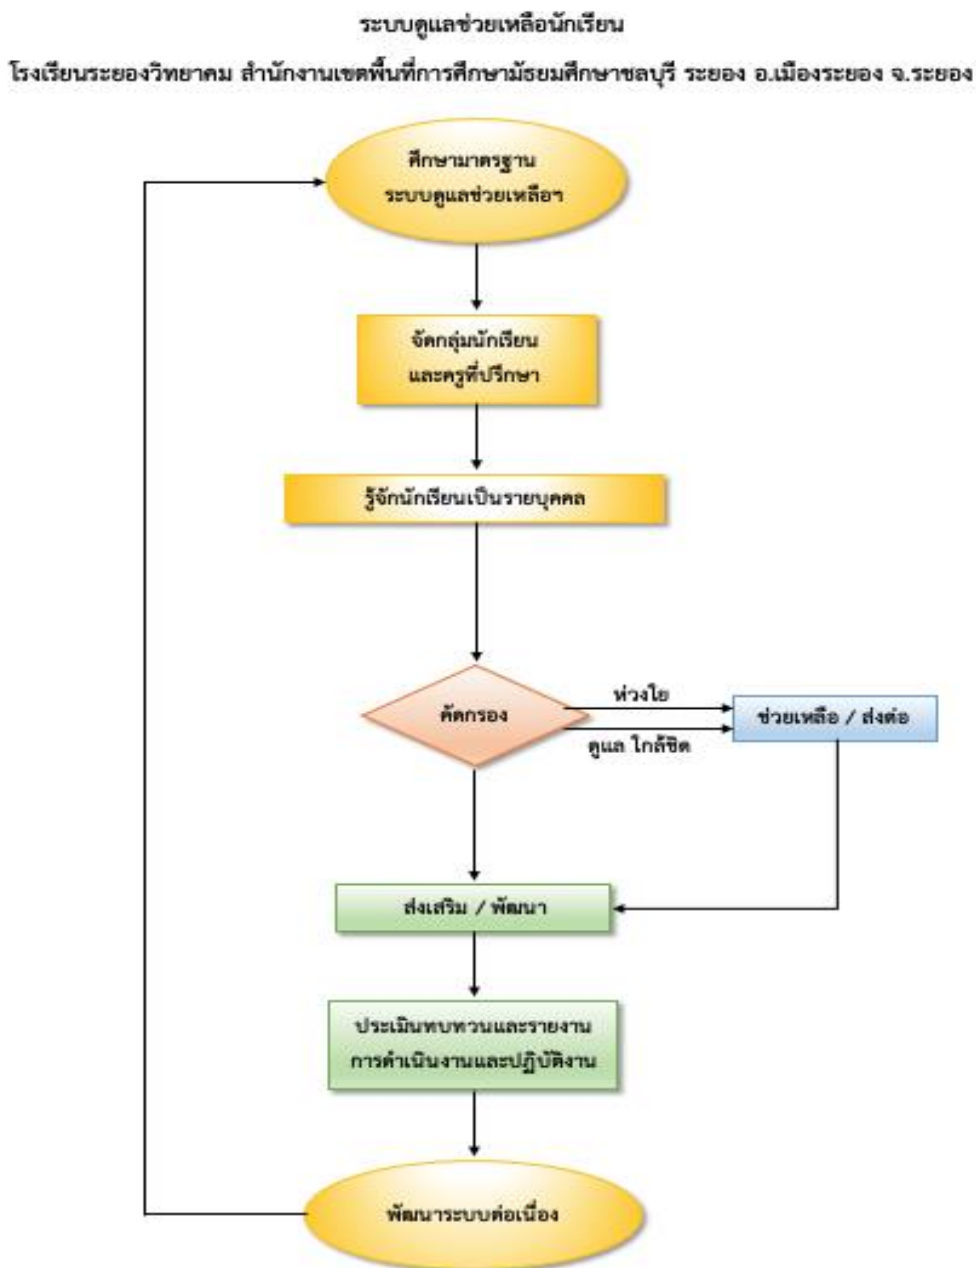 ระบบดูแลช่วยเหลือนักเรียน
โรงเรียนระยองวิทยาคม สำนักงานเขตพื้นที่การศึกษามัธยมศึกษาชลบุรี ระยอง อ.เมืองระยอง จ.ระยอง
ศึกษามาตรฐาน
ระบบดูแลช่วยเหลือฯ
จัดกลุ่มนักเรียน
และครูที่ปรึกษา
รู้จักนักเรียนเป็นรายบุคคล
คัดกรอง
ห่วงใย
ดูแล ใกล้ชิด
ช่วยเหลือ / ส่งต่อ
ส่งเสริม / พัฒนา
ประเมินทบทวนและรายงาน
การดำเนินงานและปฏิบัติงาน
พัฒนาระบบต่อเนื่อง